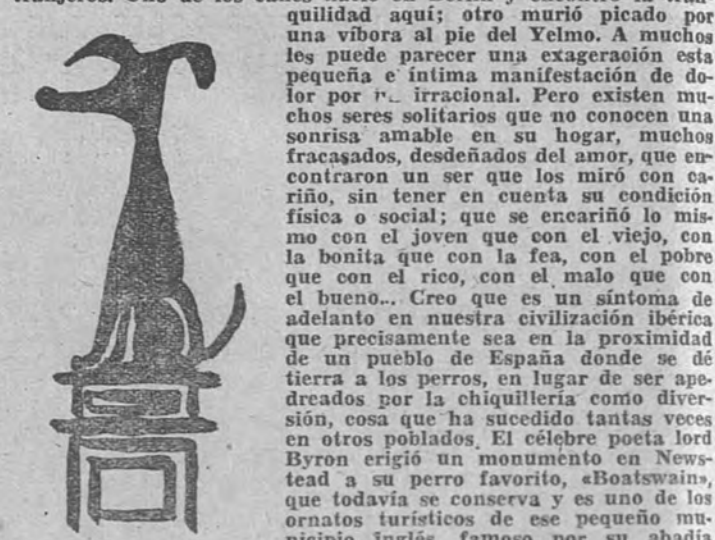 quilidad aquí; otro murió picado por
una víbora al pie del Yelmo. A muchos
les puede parecer una exageración esta
pequeña e íntima manifestación de do-
lor por irracional. Pero existen mu-
chos seres solitarios que no conocen una
sonrisa amable en su hogar, muchos
fracasados, desdeñados del amor, que en-
contraron un ser que los miró con ca-
riño, sin tener en cuenta su condición
física o social; que se encariñó lo mis-
mo con el joven que con el viejo, con
la bonita que con la fea, con el pobre
que con el rico, con el malo que con
el bueno... Creo que es un síntoma de
adelanto en nuestra civilización ibérica
que precisamente sea en la proximidad
de un pueblo de España donde se dé
tierra a los perros, en lugar de ser ape-
dreados por la chiquillería como diver-
sión, cosa que ha sucedido tantas veces
en otros poblados. El célebre poeta lord
Byron erigió un monumento en News-
tead a su perro favorito, «Boatswain»,
que todavía se conserva y es uno de los
ornatos turísticos de ese pequeño mu-
nicipio inglés, famoso por su abadía